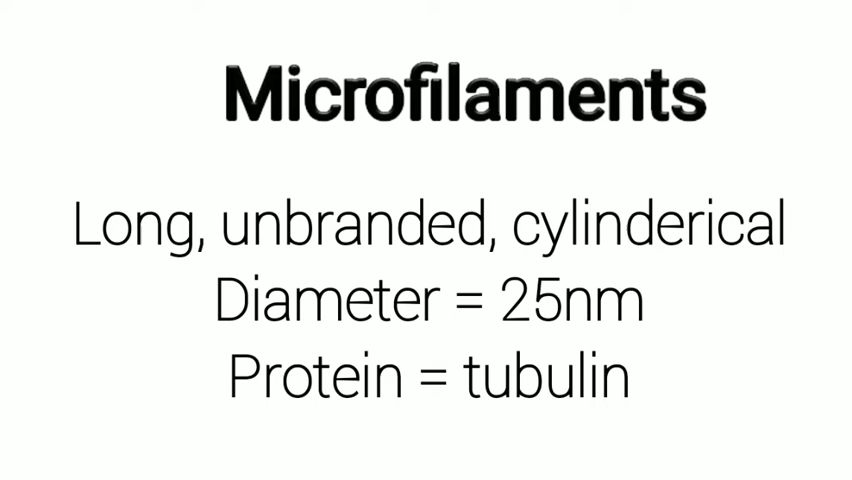 Microfilaments
Long, unbranded, cylinderical
Diameter = 25nm
Protein = tubulin